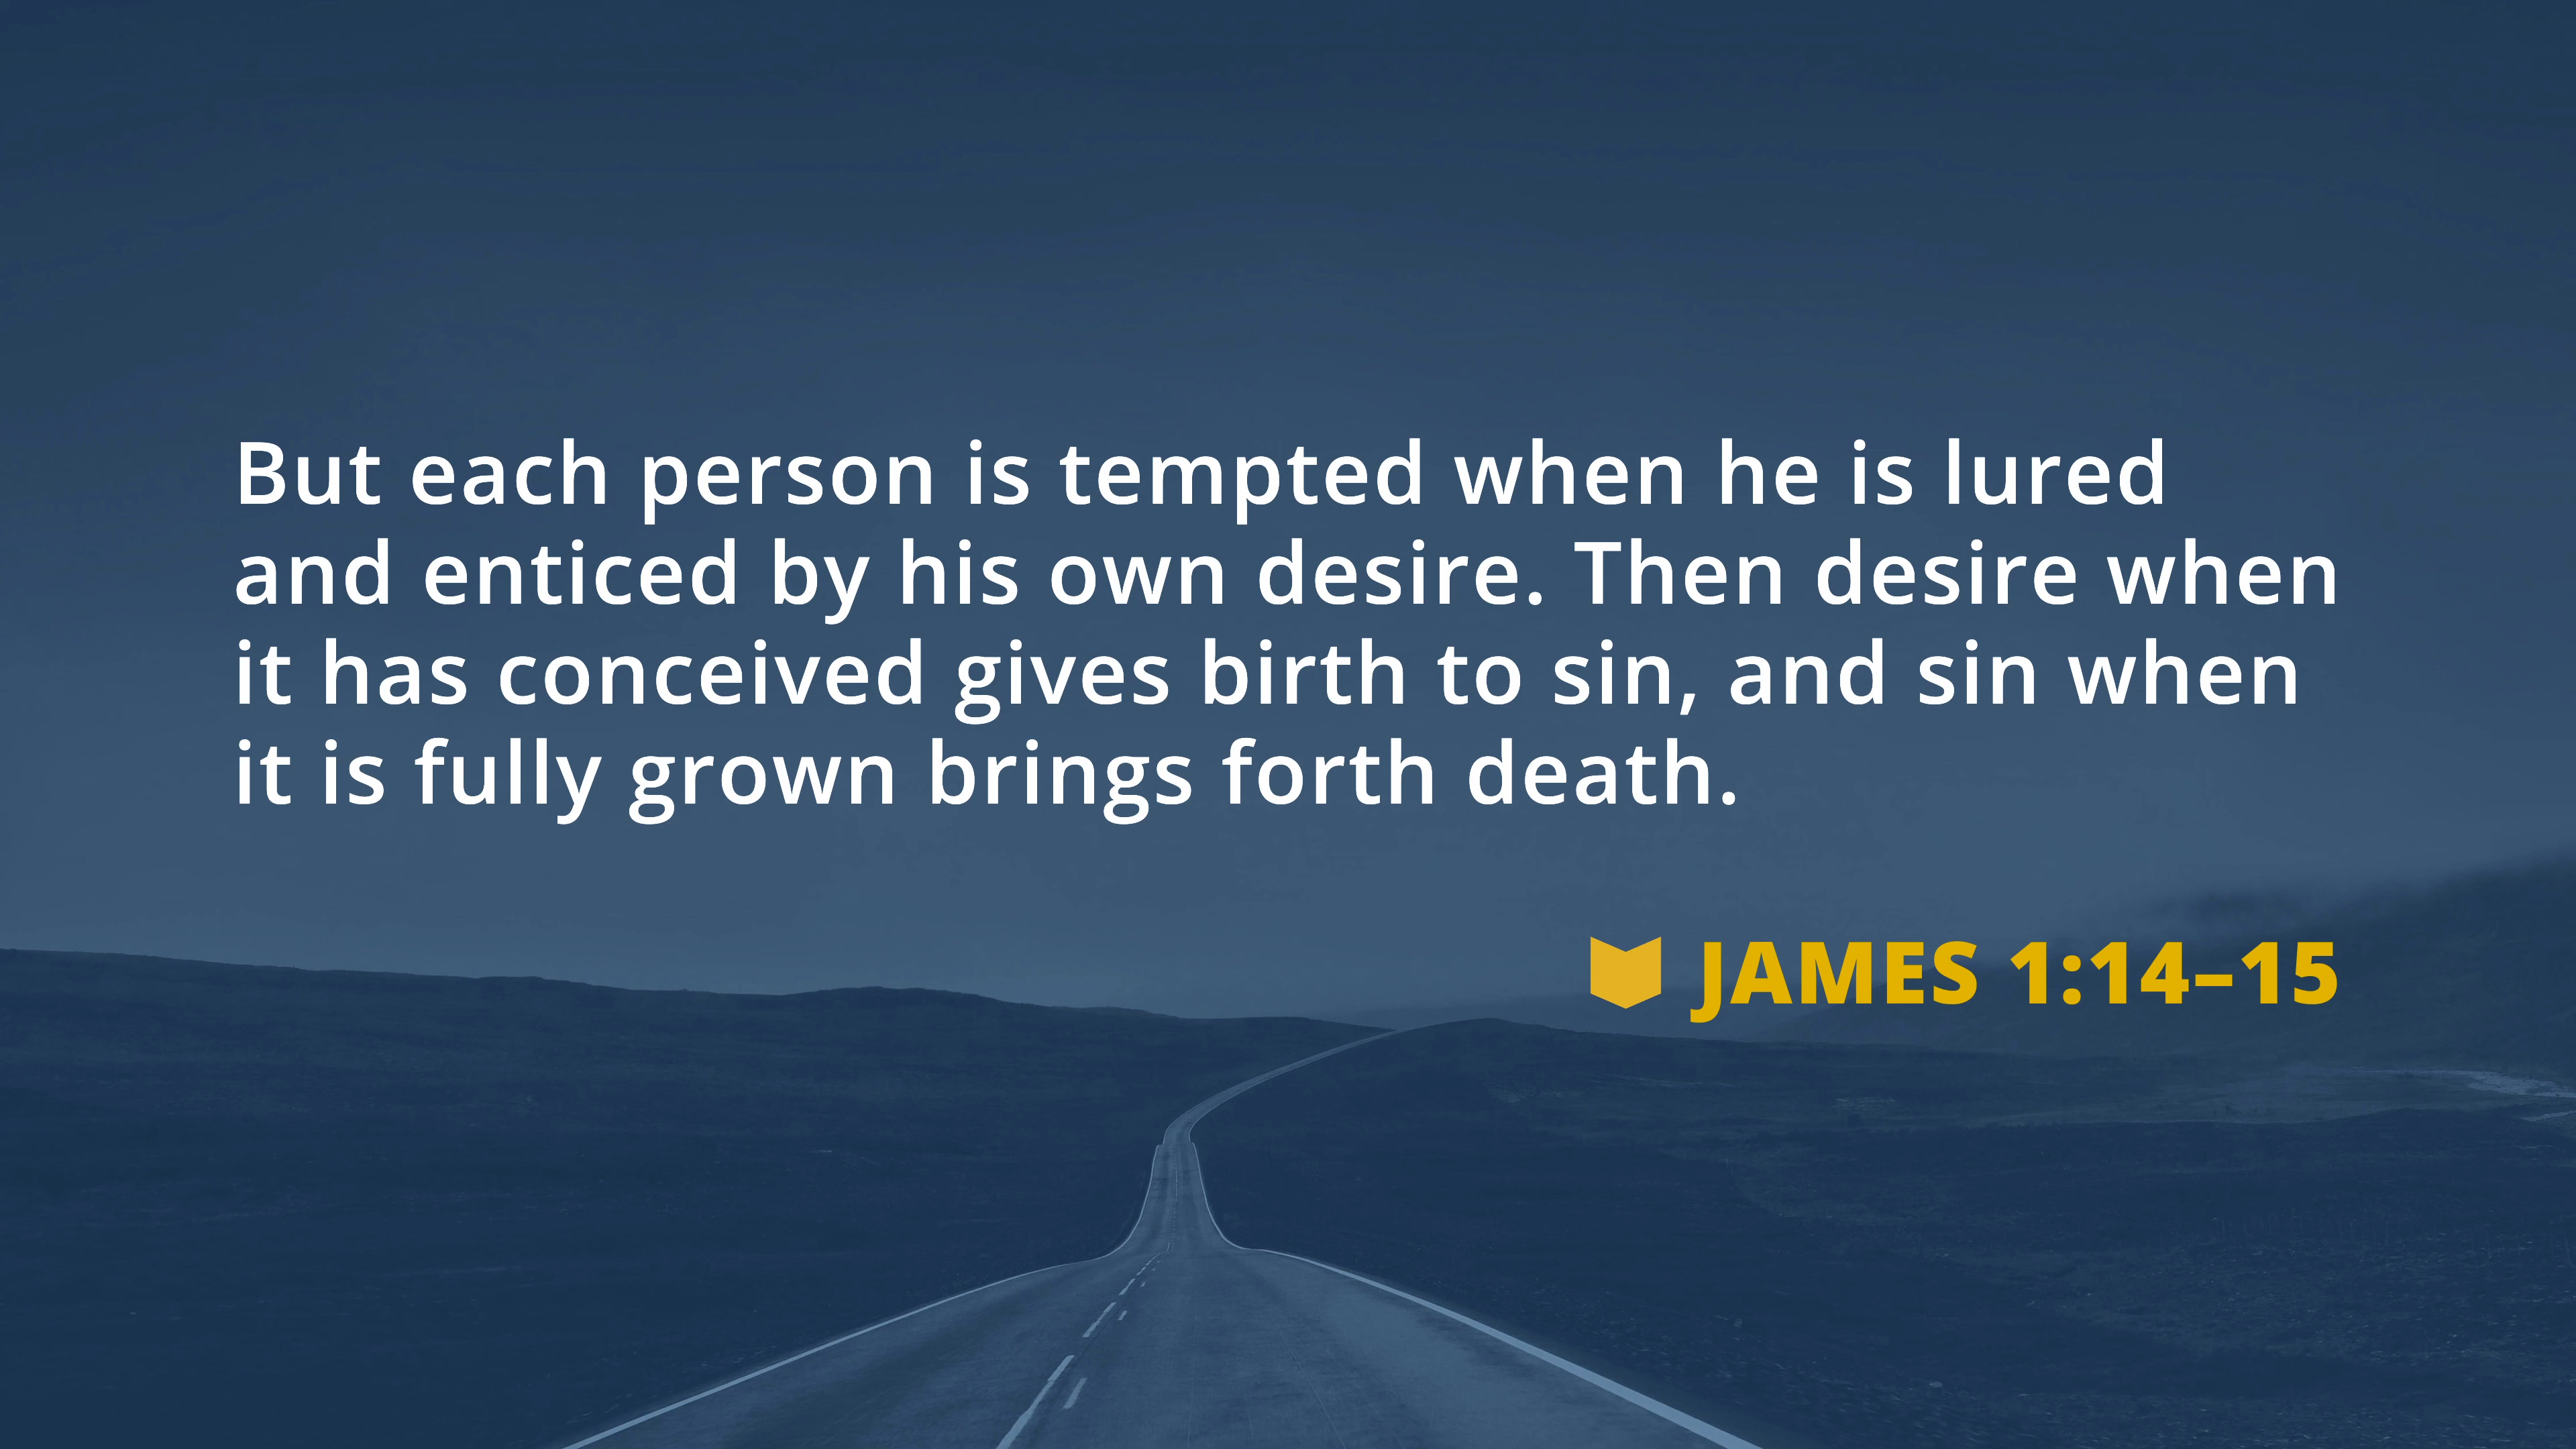 But each person is tempted when he is lured
and enticed by his own desire. Then desire when
it has conceived gives birth to sin, and sin when
it is fully grown brings forth death.
JAMES 1:14–15